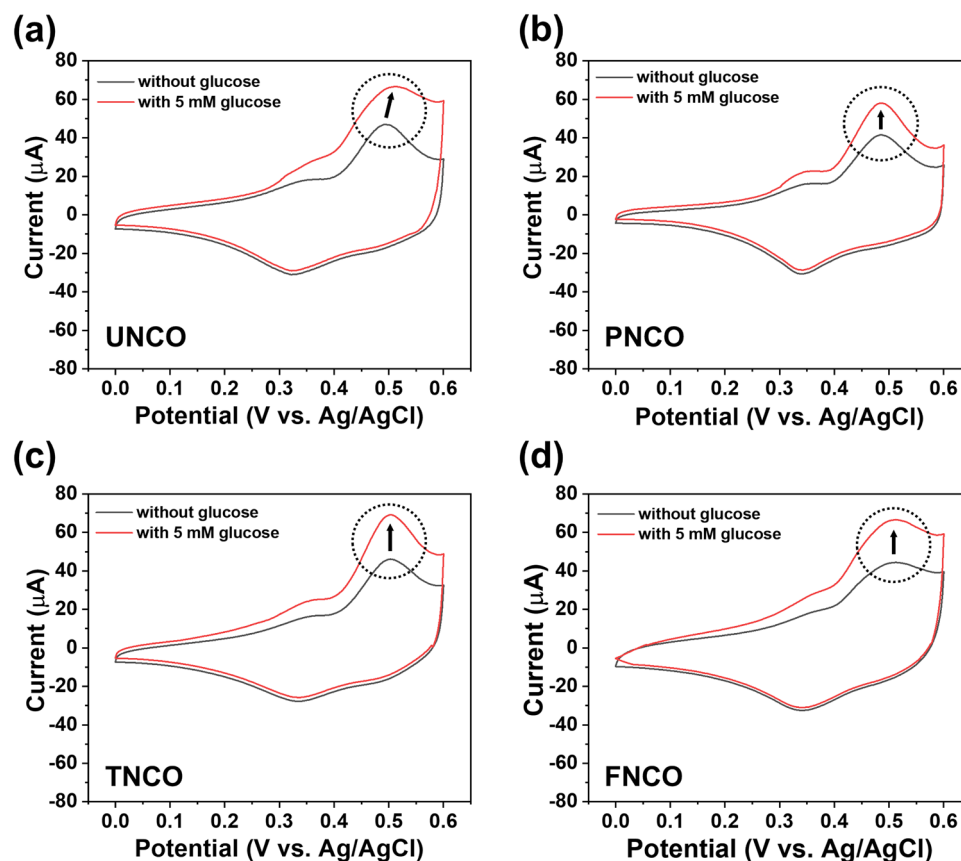 (a)
80
60
40
20
0
-20
-40
-60
-80
Current (μA)
without glucose
with 5 mM glucose
UNCO
0.0 0.1 0.2 0.3 0.4 0.5 0.6
Potential (V vs. Ag/AgCl)
(b)
80
60
40
20
0
-20
-40
-60
-80
Current (μA)
without glucose
with 5 mM glucose
PNCO
0.0 0.1 0.2 0.3 0.4 0.5 0.6
Potential (V vs. Ag/AgCl)
(c)
80
60
40
20
0
-20
-40
-60
-80
Current (μA)
without glucose
with 5 mM glucose
TNCO
0.0 0.1 0.2 0.3 0.4 0.5 0.6
Potential (V vs. Ag/AgCl)
(d)
80
60
40
20
0
-20
-40
-60
-80
Current (μA)
without glucose
with 5 mM glucose
FNCO
0.0 0.1 0.2 0.3 0.4 0.5 0.6
Potential (V vs. Ag/AgCl)